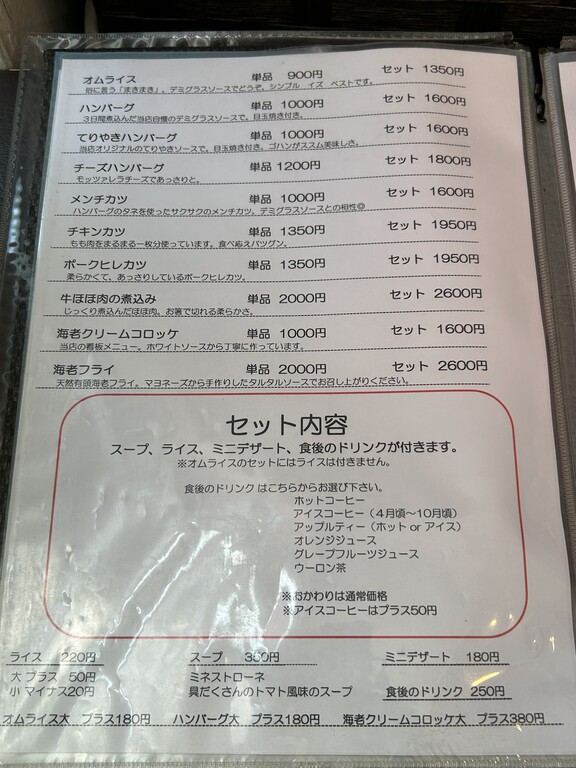 オムライス 単品 900円 セット 1350円
俗に言う「まきまき」。デミグラスソースでどうぞ、シンプル イズ ベストです。
ハンバーグ 単品 1000円 セット 1600円
3日間煮込んだ当店自慢のデミグラスソースで。目玉焼き付き。
てりやきハンバーグ 単品 1000円 セット 1600円
当店オリジナルのてりやきソースで。目玉焼き付き。ゴハンがススム美味しさ。
チーズハンバーグ 単品 1200円 セット 1800円
モッツァレラチーズであっさりと。
メンチカツ 単品 1000円 セット 1600円
ハンバーグのタネを使ったサクサクのメンチカツ。デミグラスソースとの相性◎
チキンカツ 単品 1350円 セット 1950円
もも肉をまるまる一枚分使っています。食べ応えバツグン。
ポークヒレカツ 単品 1350円 セット 1950円
柔らかくて、あっさりしているポークヒレカツ。
牛ほほ肉の煮込み 単品 2000円 セット 2600円
じっくり煮込んだほほ肉、お箸で切れる柔らかさ。
海老クリームコロッケ 単品 1000円 セット 1600円
当店の看板メニュー。ホワイトソースから丁寧に作っています。
海老フライ 単品 2000円 セット 2600円
天然有頭海老フライ。マヨネーズから手作りしたタルタルソースでお召し上がりください。
セット内容
スープ、ライス、ミニデザート、食後のドリンクが付きます。
※オムライスのセットにはライスは付きません。
食後のドリンク はこちらからお選び下さい。
ホットコーヒー
アイスコーヒー（4月頃〜10月頃）
アップルティー（ホット or アイス）
オレンジジュース
グレープフルーツジュース
ウーロン茶
※おかわりは通常価格
※アイスコーヒーはプラス50円
ライス 220円 スープ 350円 ミニデザート 180円
大 プラス 50円 ミネストローネ
小 マイナス20円 具だくさんのトマト風味のスープ 食後のドリンク 250円
オムライス大 プラス180円 ハンバーグ大 プラス180円 海老クリームコロッケ大 プラス380円